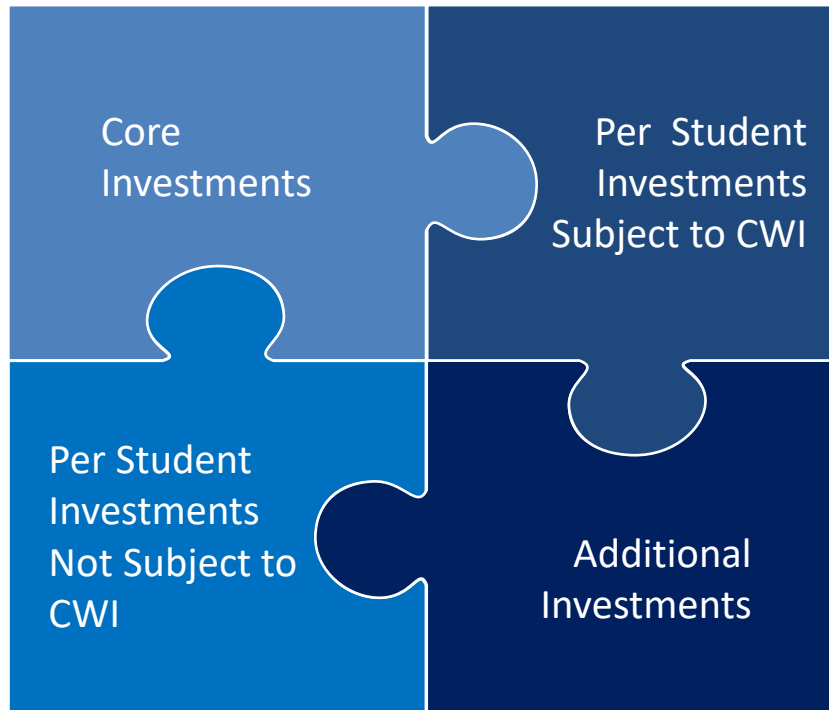 Core
Investments
Per Student
Investments
Subject to CWI
Per Student
Investments
Not Subject to
CWI
Additional
Investments